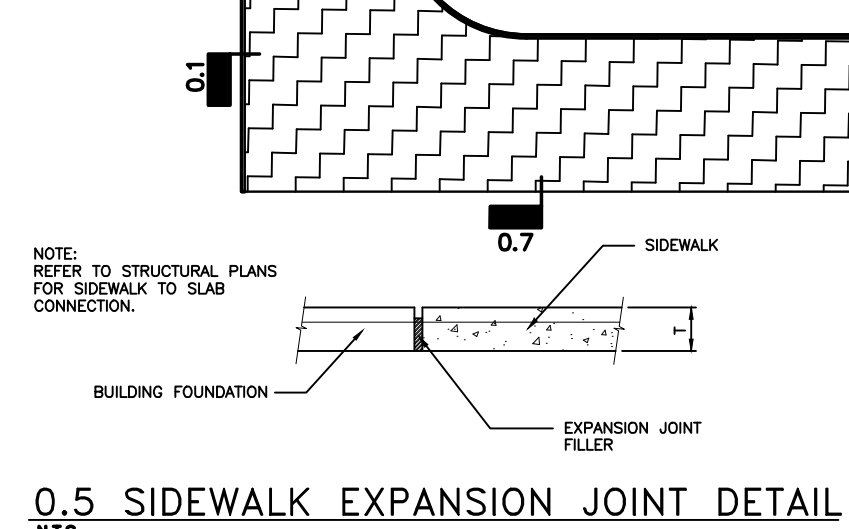 0.1
0.7
NOTE:
REFER TO STRUCTURAL PLANS
FOR SIDEWALK TO SLAB
CONNECTION.
SIDEWALK
T
BUILDING FOUNDATION
EXPANSION JOINT
FILLER
0.5 SIDEWALK EXPANSION JOINT DETAIL